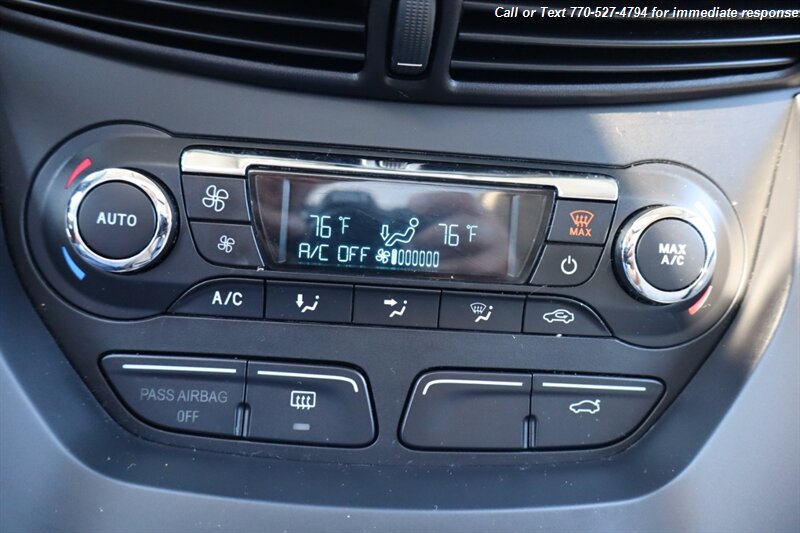 Call or Text 770-527-4794 for immediate response
AUTO
76 °F
76 °F
A/C OFF
MAX
MAX
A/C
A/C
PASS AIRBAG
OFF